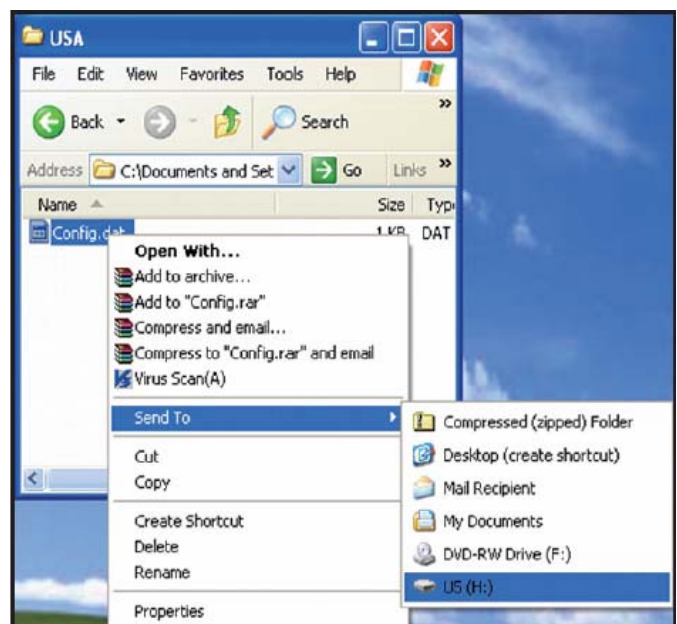 USA
File Edit View Favorites Tools Help
Back Search »
Address C:\Documents and Set Go Links »
Name Size Type
Config.dat 1 KB DAT
Open With...
Add to archive...
Add to "Config.rar"
Compress and email...
Compress to "Config.rar" and email
Virus Scan(A)
Send To
Cut
Copy
Create Shortcut
Delete
Rename
Properties
Compressed (zipped) Folder
Desktop (create shortcut)
Mail Recipient
My Documents
DVD-RW Drive (F:)
US (H:)